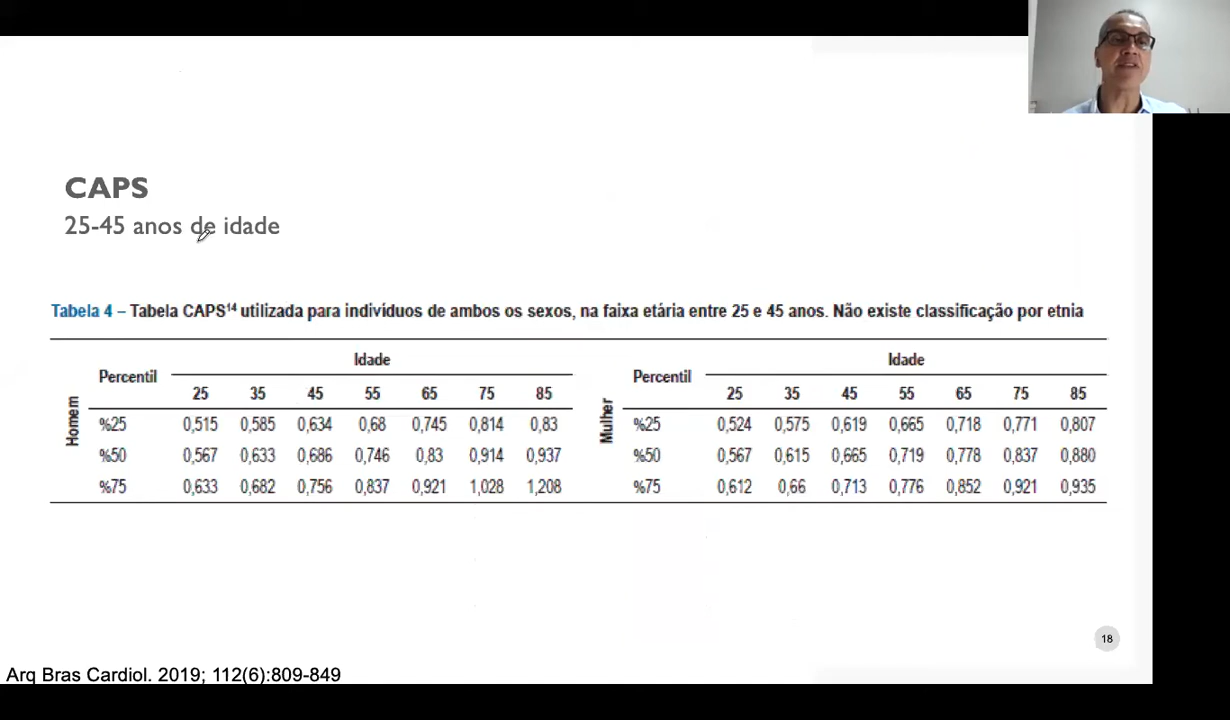 CAPS
25-45 anos de idade
Tabela 4 – Tabela CAPS14 utilizada para indivíduos de ambos os sexos, na faixa etária entre 25 e 45 anos. Não existe classificação por etnia
Homem
Percentil Idade
25 35 45 55 65 75 85
%25 0,515 0,585 0,634 0,68 0,745 0,814 0,83
%50 0,567 0,633 0,686 0,746 0,83 0,914 0,937
%75 0,633 0,682 0,756 0,837 0,921 1,028 1,208
Mulher
Percentil Idade
25 35 45 55 65 75 85
%25 0,524 0,575 0,619 0,665 0,718 0,771 0,807
%50 0,567 0,615 0,665 0,719 0,778 0,837 0,880
%75 0,612 0,66 0,713 0,776 0,852 0,921 0,935
18
Arq Bras Cardiol. 2019; 112(6):809-849